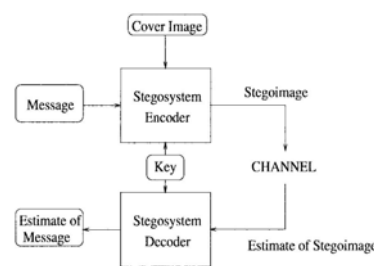 Cover Image
Stegosystem
Encoder
Stegoimage
Message
Key
CHANNEL
Stegosystem
Decoder
Estimate of
Message
Estimate of Stegoimage